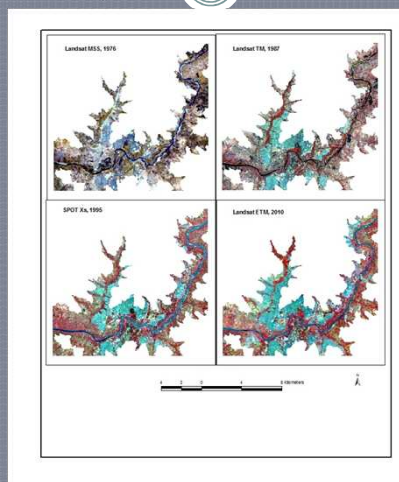 Landsat MSS, 1976
Landsat TM, 1987
SPOT Xs, 1995
Landsat ETM, 2010